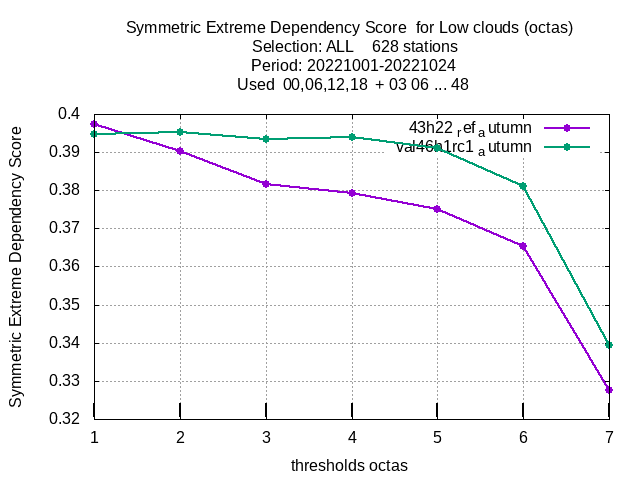 Symmetric Extreme Dependency Score  for Low clouds (octas)
Selection: ALL    628 stations
Period: 20221001-20221024
Used  00,06,12,18  + 03 06 ... 48
43h22 refautumn
val46h1rc1 autumn
Symmetric Extreme Dependency Score
0.4
0.39
0.38
0.37
0.36
0.35
0.34
0.33
0.32
1 2 3 4 5 6 7
thresholds octas